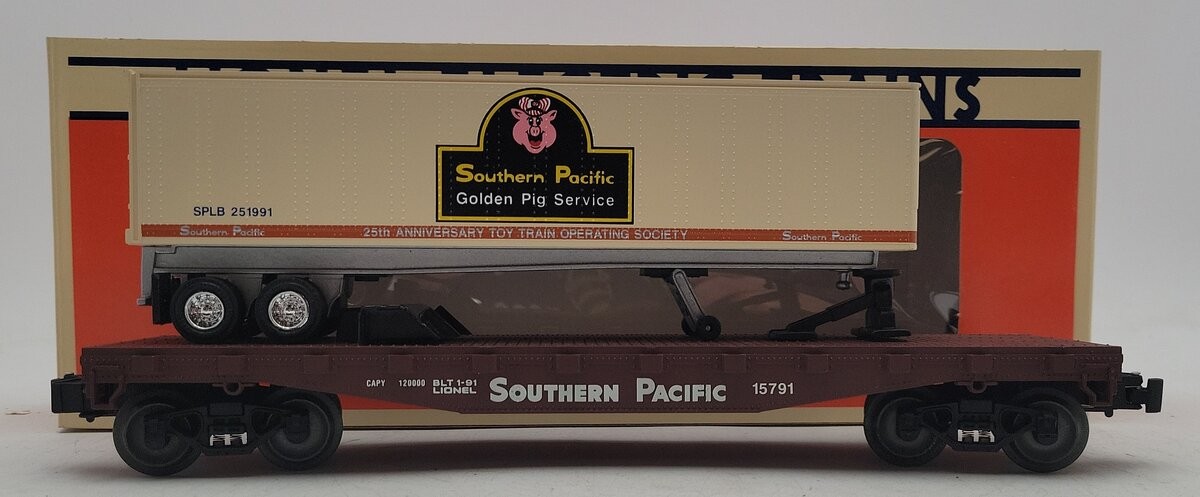 Southern Pacific
Golden Pig Service
SPLB 251991
Southern Pacific 25th ANNIVERSARY TOY TRAIN OPERATING SOCIETY Southern Pacific
CAPY 120000 BLT 1-91
LIONEL
SOUTHERN PACIFIC 15791